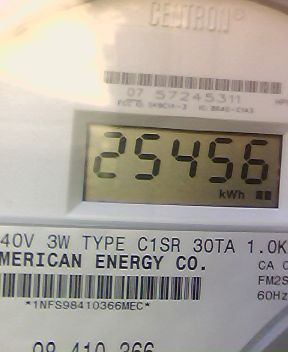 CENTRON®
07 57245311
25456
kWh
40V 3W TYPE C1SR 30TA 1.0K
MERICAN ENERGY CO.
CA 0
FM2S
60Hz
*1NFS98410366MEC*
98 410 366